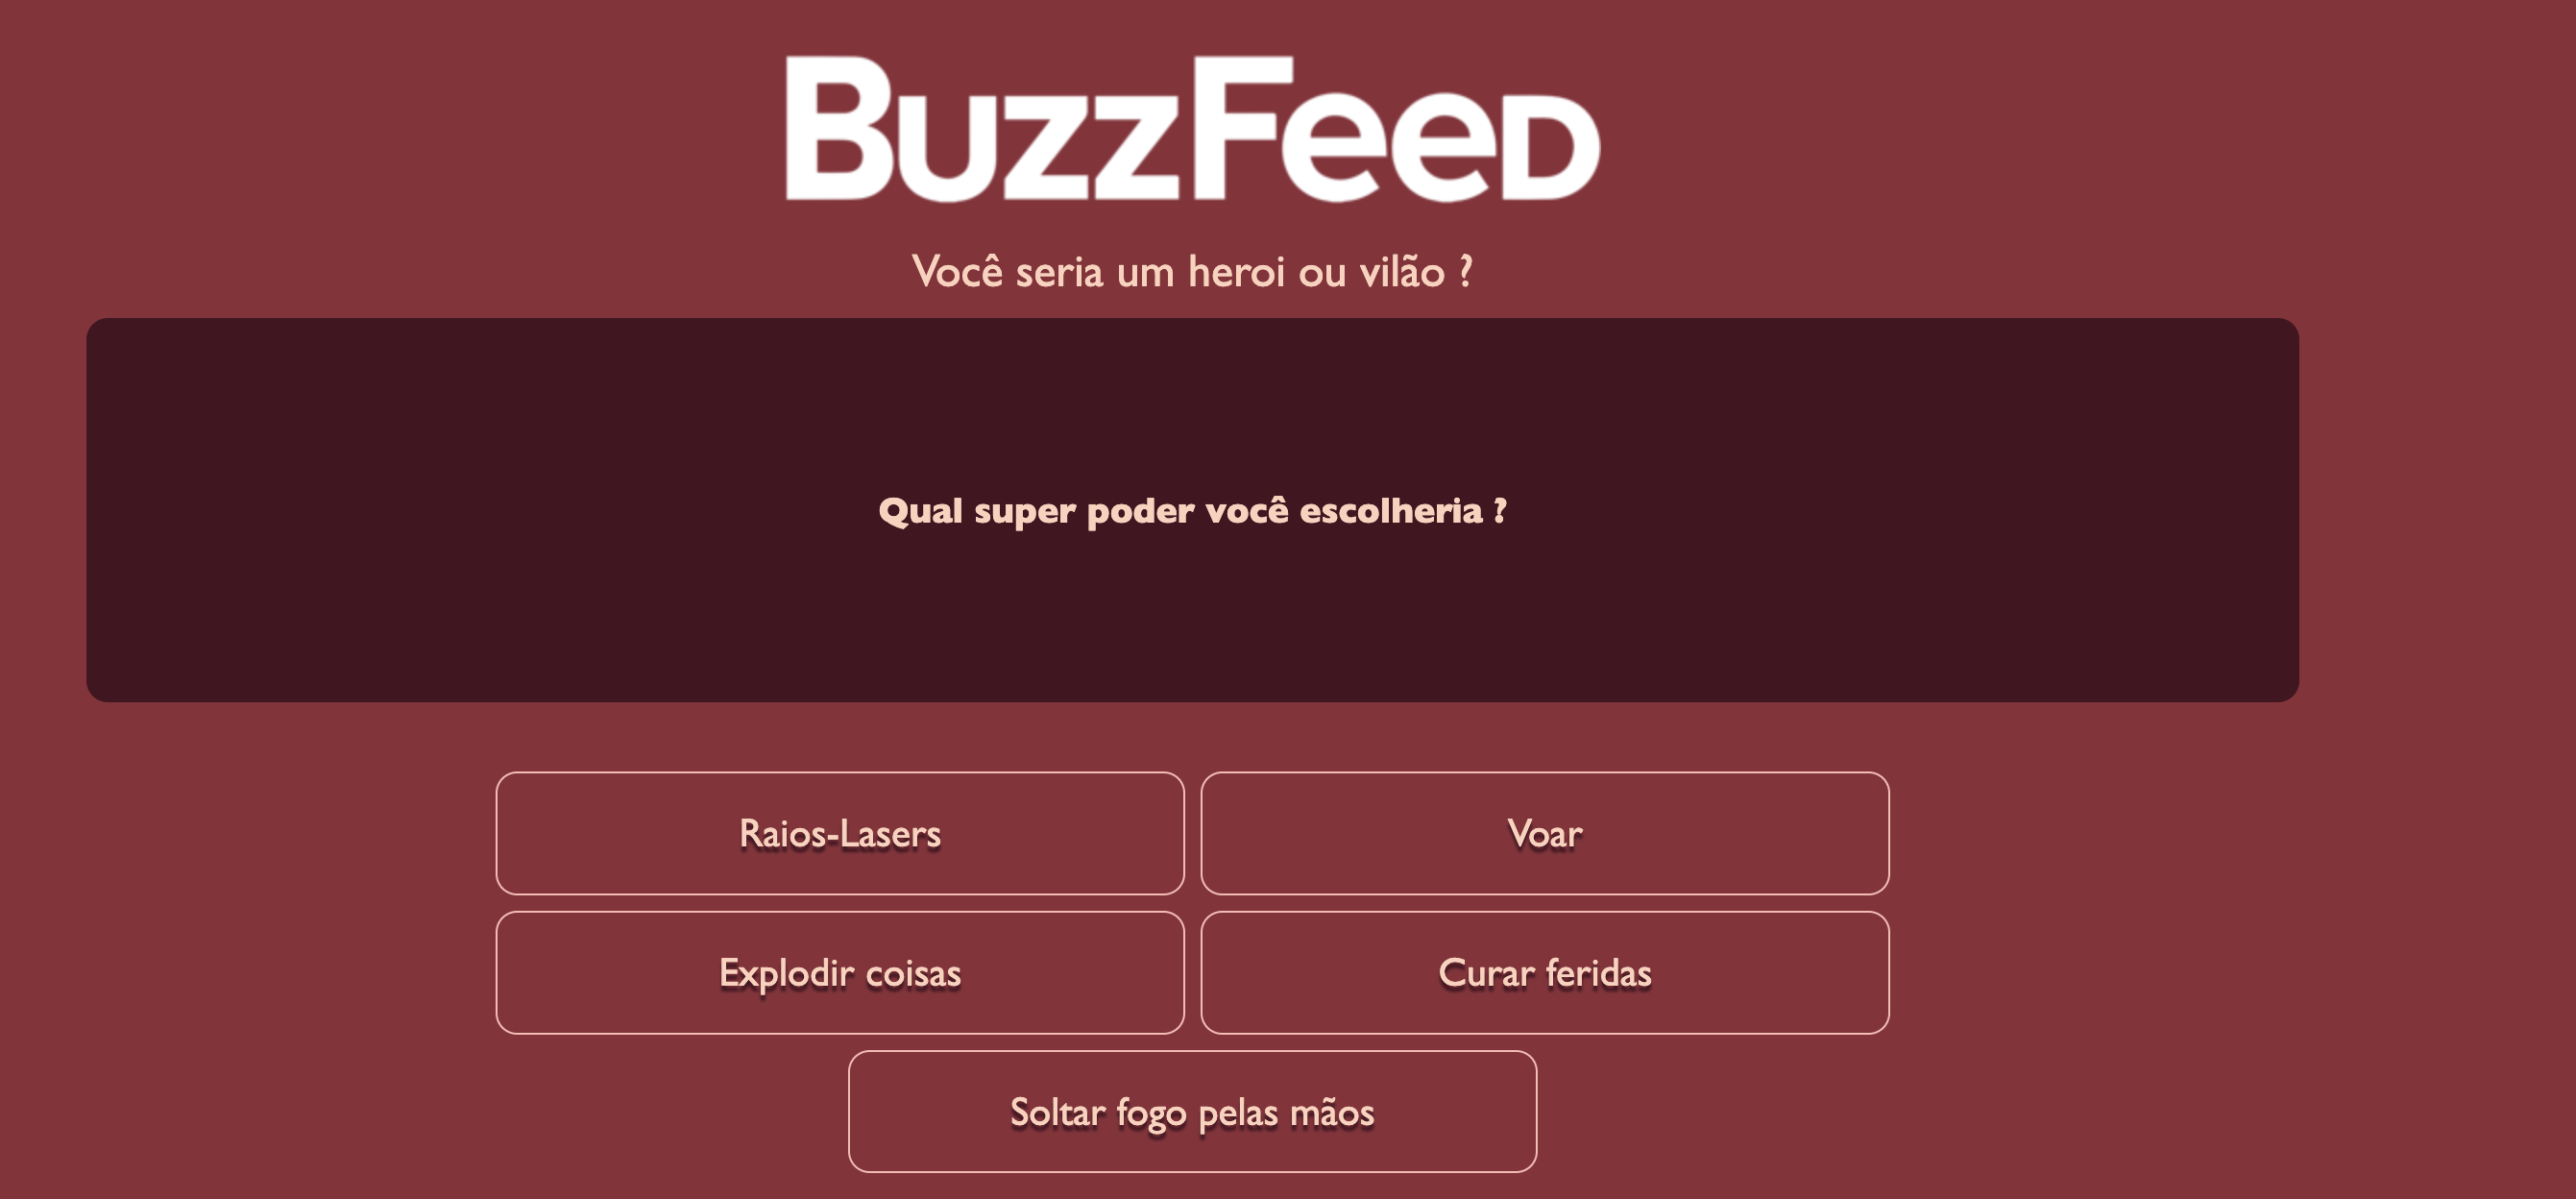 BuzzFeed
Você seria um heroi ou vilão ?
Qual super poder você escolheria ?
Raios-Lasers
Voar
Explodir coisas
Curar feridas
Soltar fogo pelas mãos